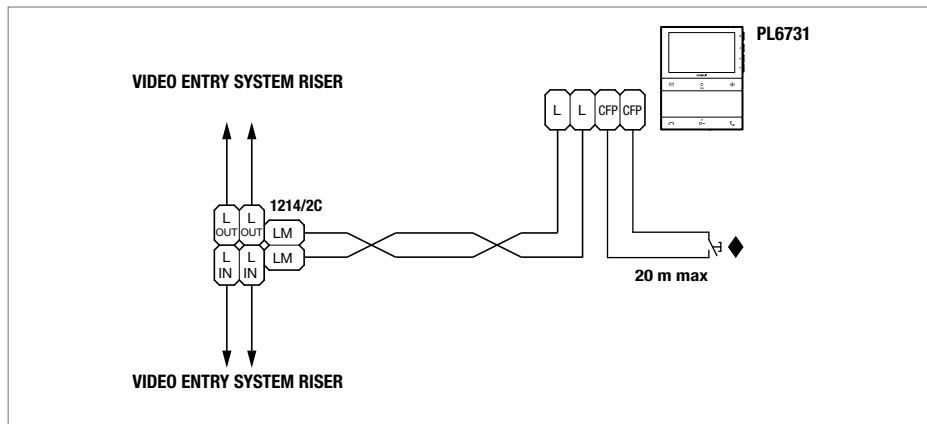 PL6731
VIDEO ENTRY SYSTEM RISER
L L CFP CFP
1214/2C
L OUT L OUT LM
L IN L IN LM
20 m max
VIDEO ENTRY SYSTEM RISER